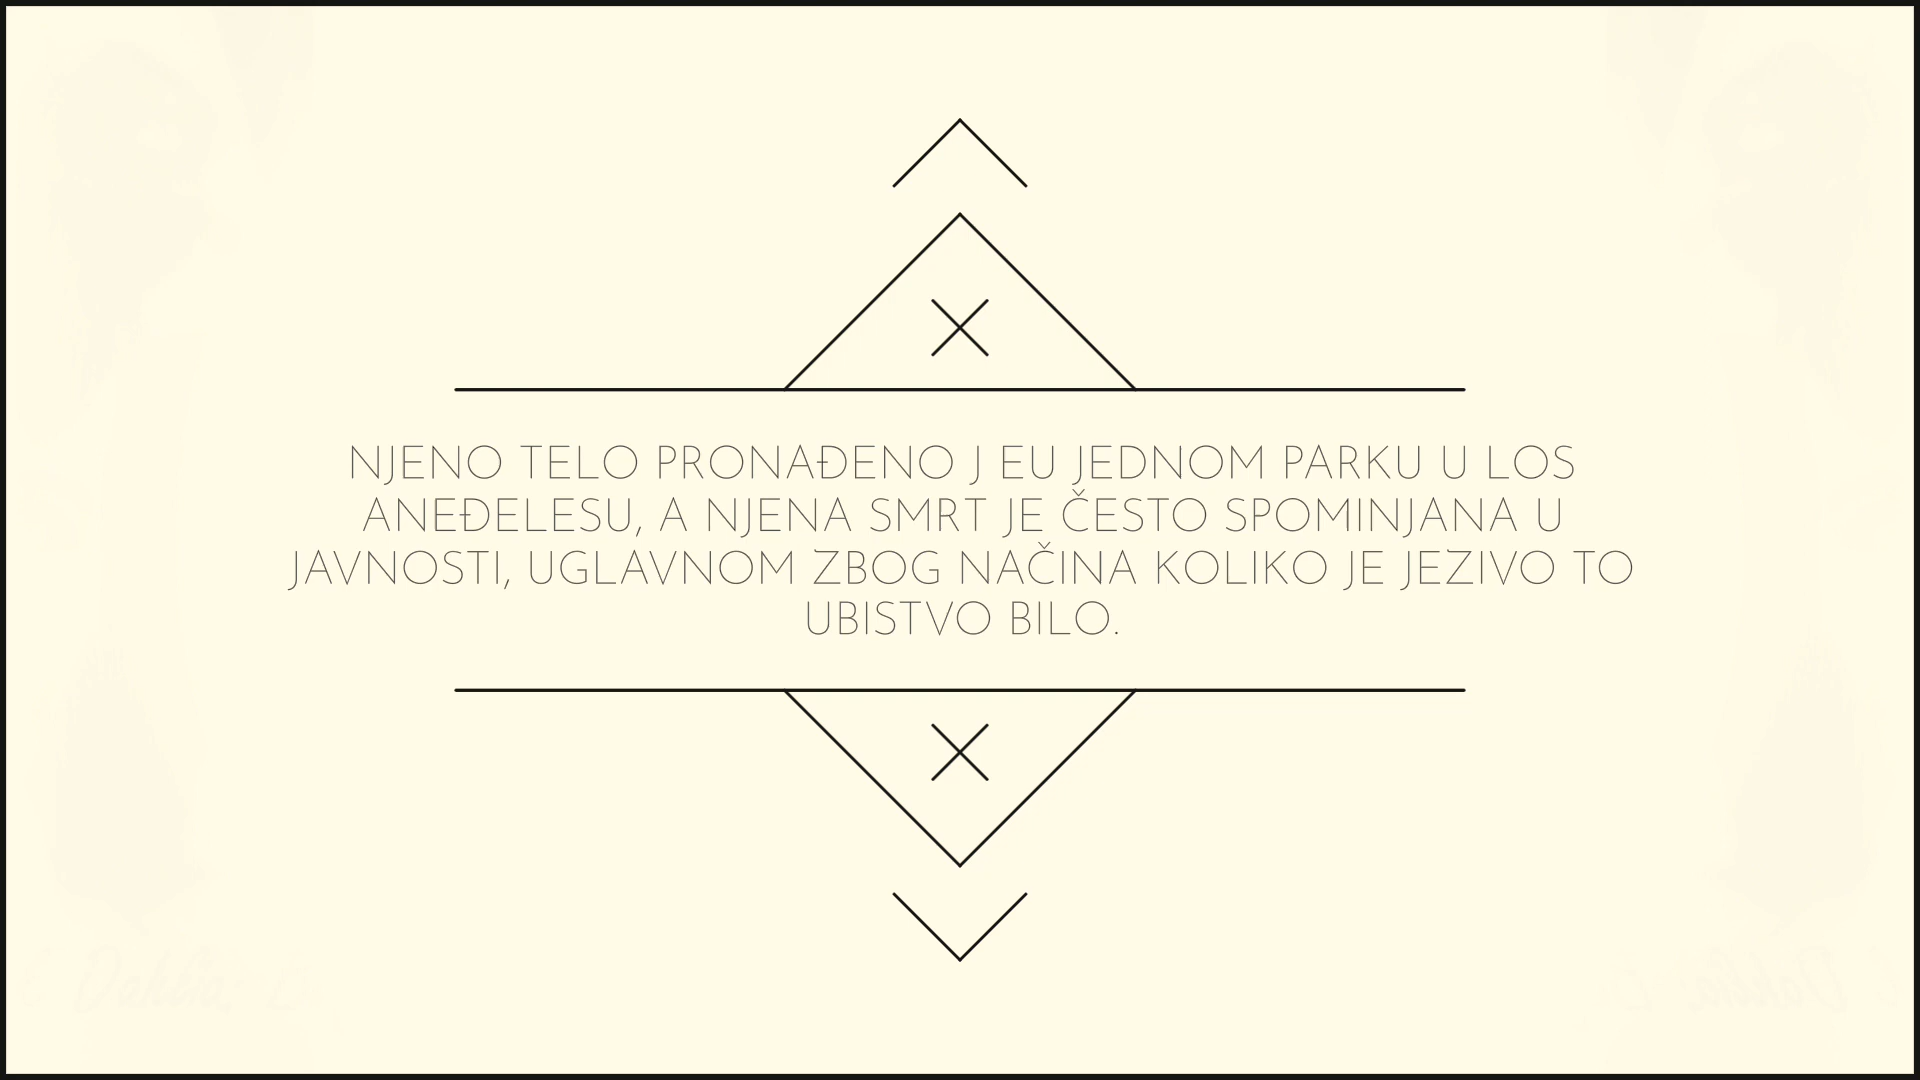 NJENO TELO PRONAĐENO J EU JEDNOM PARKU U LOS
ANEĐELESU, A NJENA SMRT JE ČESTO SPOMINJANA U
JAVNOSTI, UGLAVNOM ZBOG NAČINA KOLIKO JE JEZIVO TO
UBISTVO BILO.